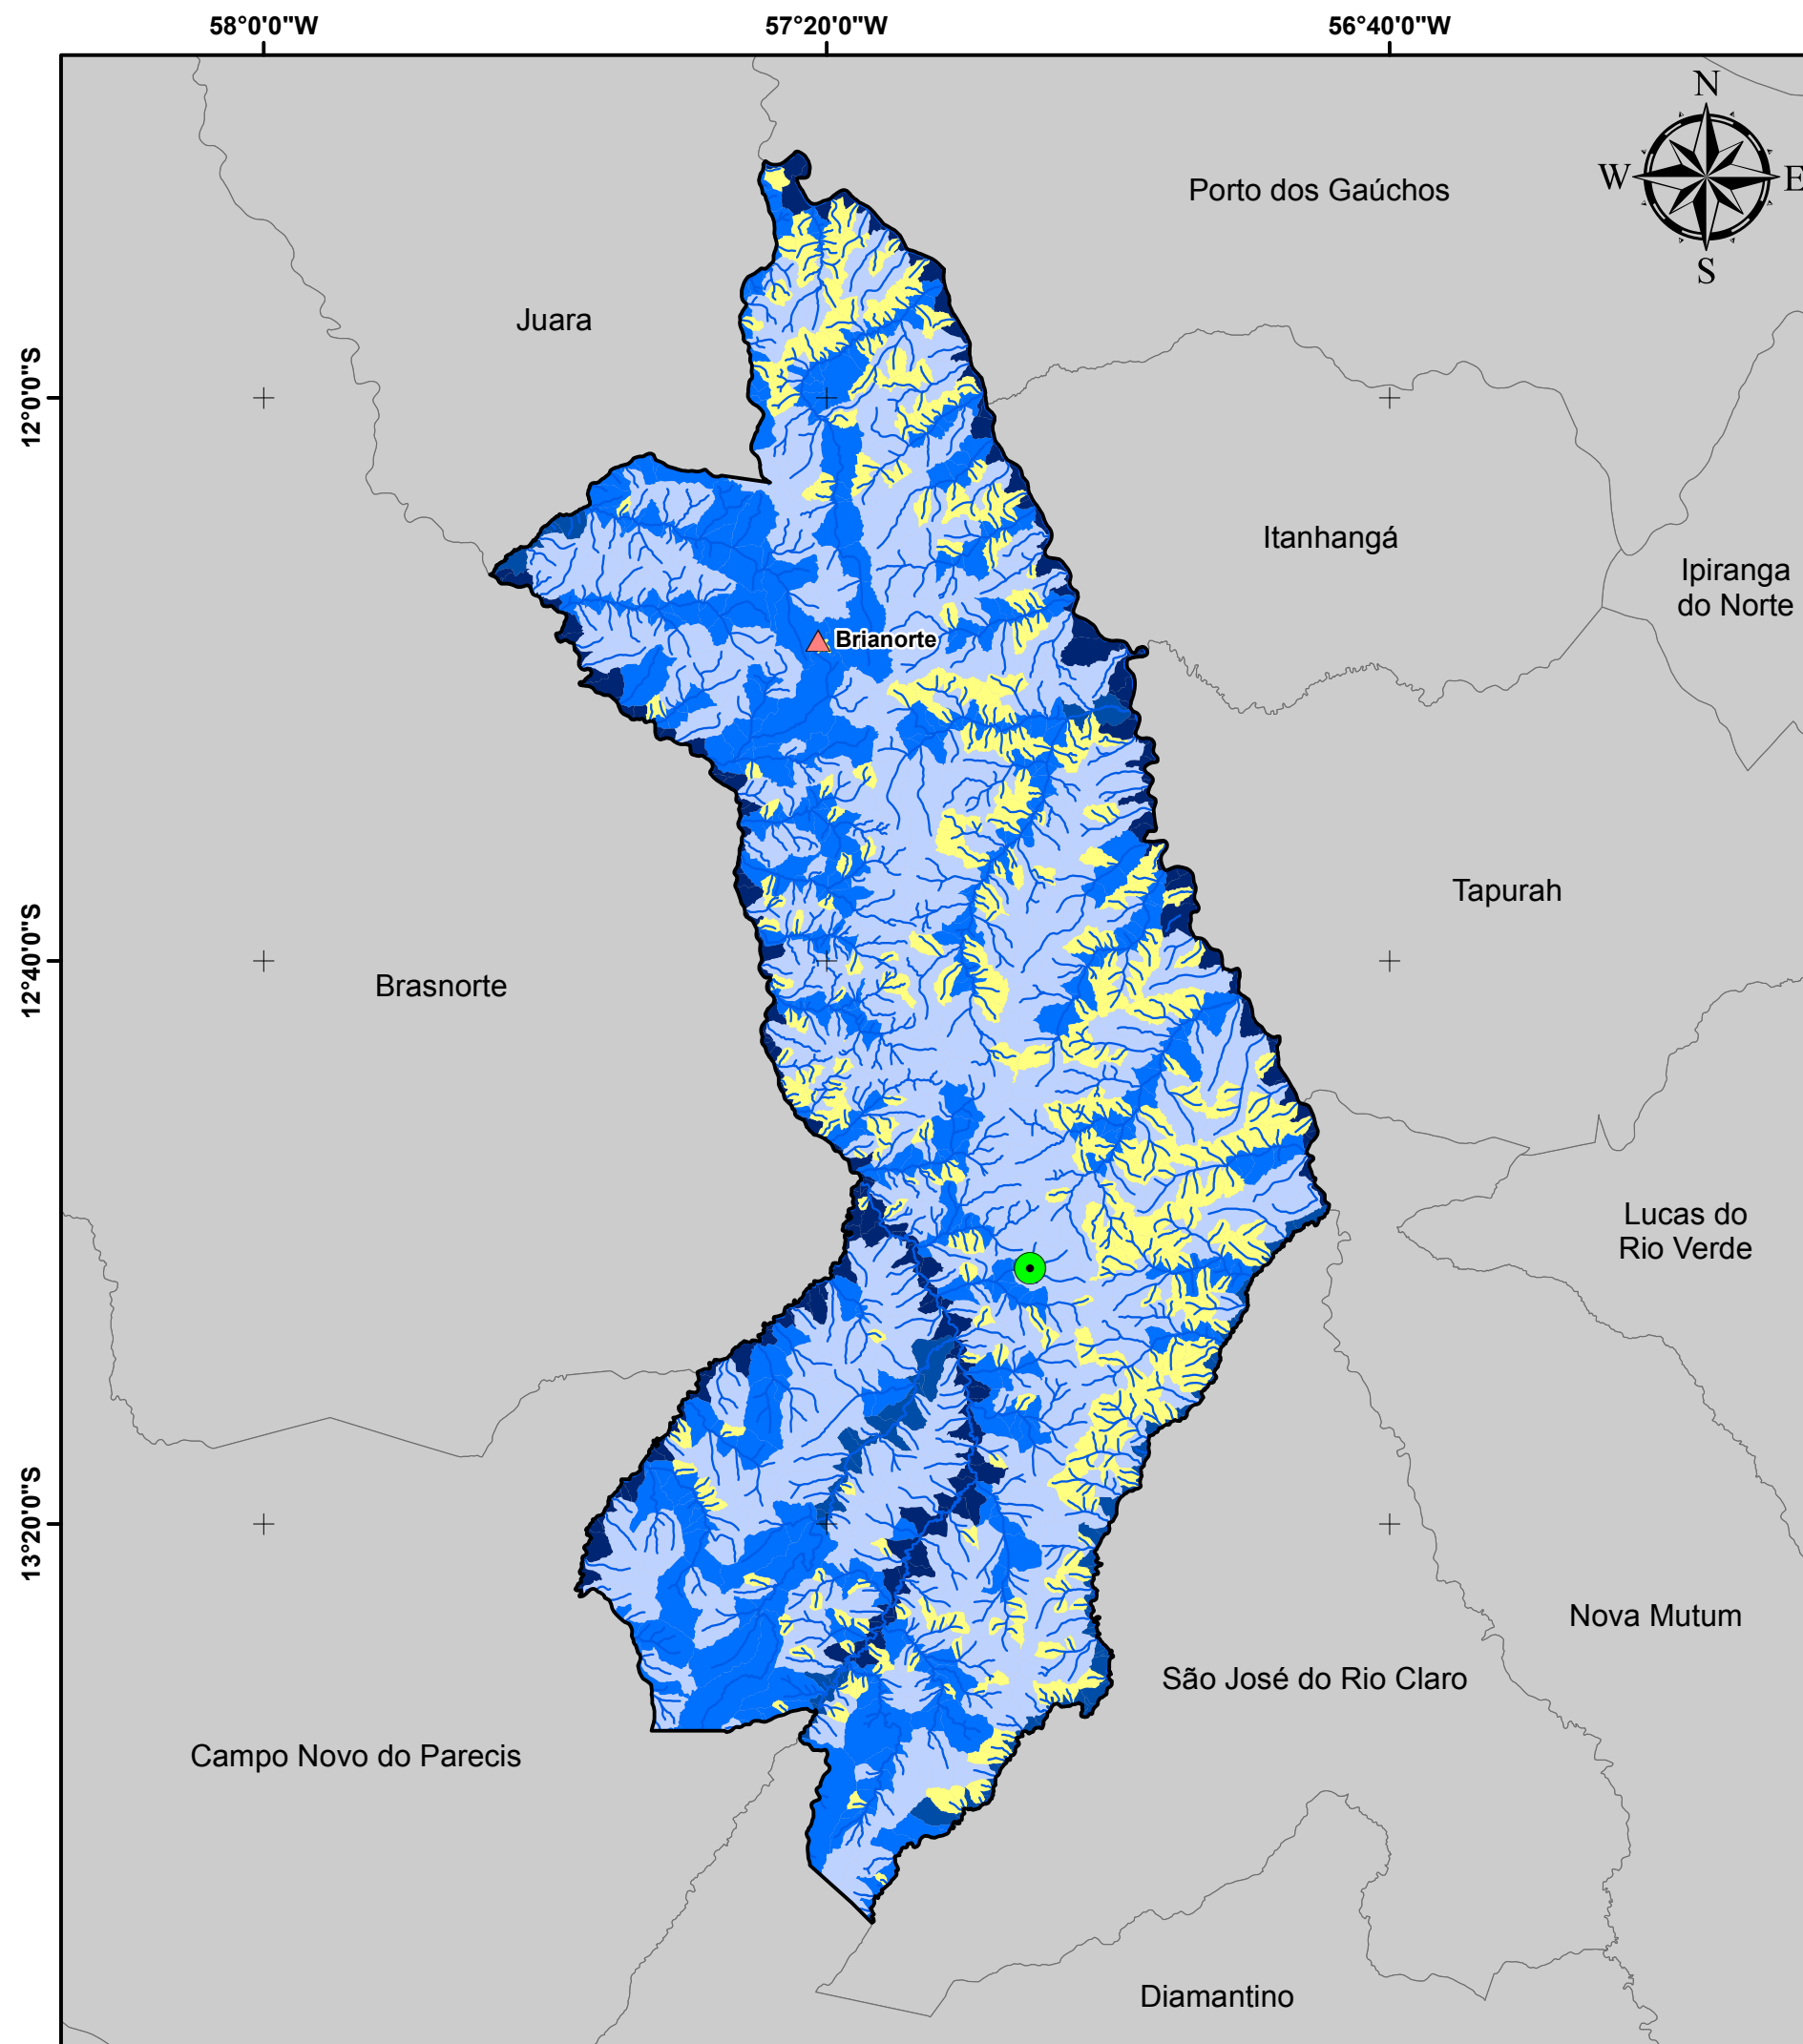 58°0'0"W
57°20'0"W
56°40'0"W
N
Porto dos Gaúchos
W
E
S
Juara
12°0'0"S
Itanhangá
Ipiranga
do Norte
Brianorte
Tapurah
12°40'0"S
Brasnorte
Lucas do
Rio Verde
13°20'0"S
Nova Mutum
São José do Rio Claro
Campo Novo do Parecis
Diamantino